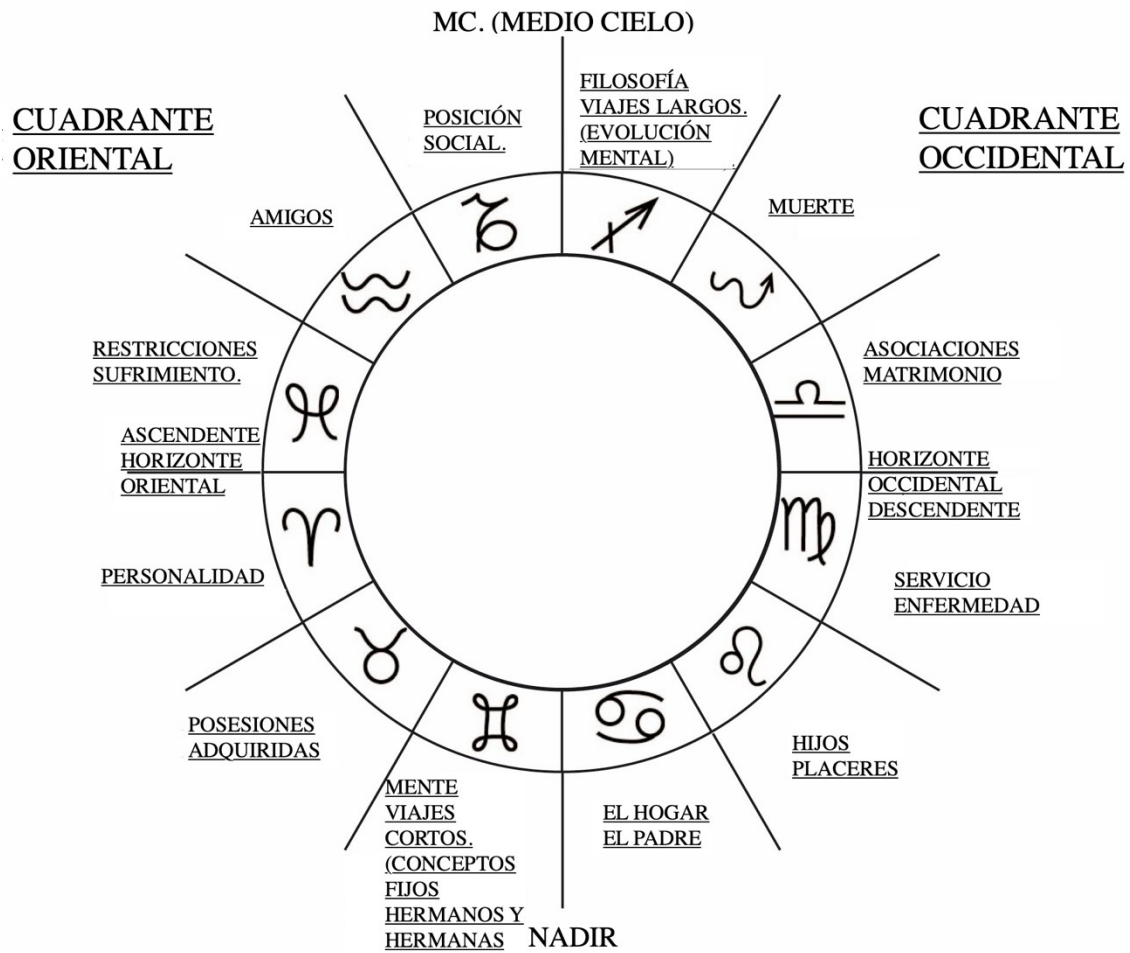 MC. (MEDIO CIELO)
CUADRANTE
ORIENTAL
POSICIÓN
SOCIAL.
FILOSOFÍA
VIAJES LARGOS.
(EVOLUCIÓN
MENTAL)
CUADRANTE
OCCIDENTAL
AMIGOS
MUERTE
RESTRICCIONES
SUFRIMIENTO.
ASOCIACIONES
MATRIMONIO
ASCENDENTE
HORIZONTE
ORIENTAL
HORIZONTE
OCCIDENTAL
DESCENDENTE
PERSONALIDAD
SERVICIO
ENFERMEDAD
POSESIONES
ADQUIRIDAS
HIJOS
PLACERES
MENTE
VIAJES
CORTOS.
(CONCEPTOS
FIJOS
HERMANOS Y
HERMANAS
EL HOGAR
EL PADRE
NADIR